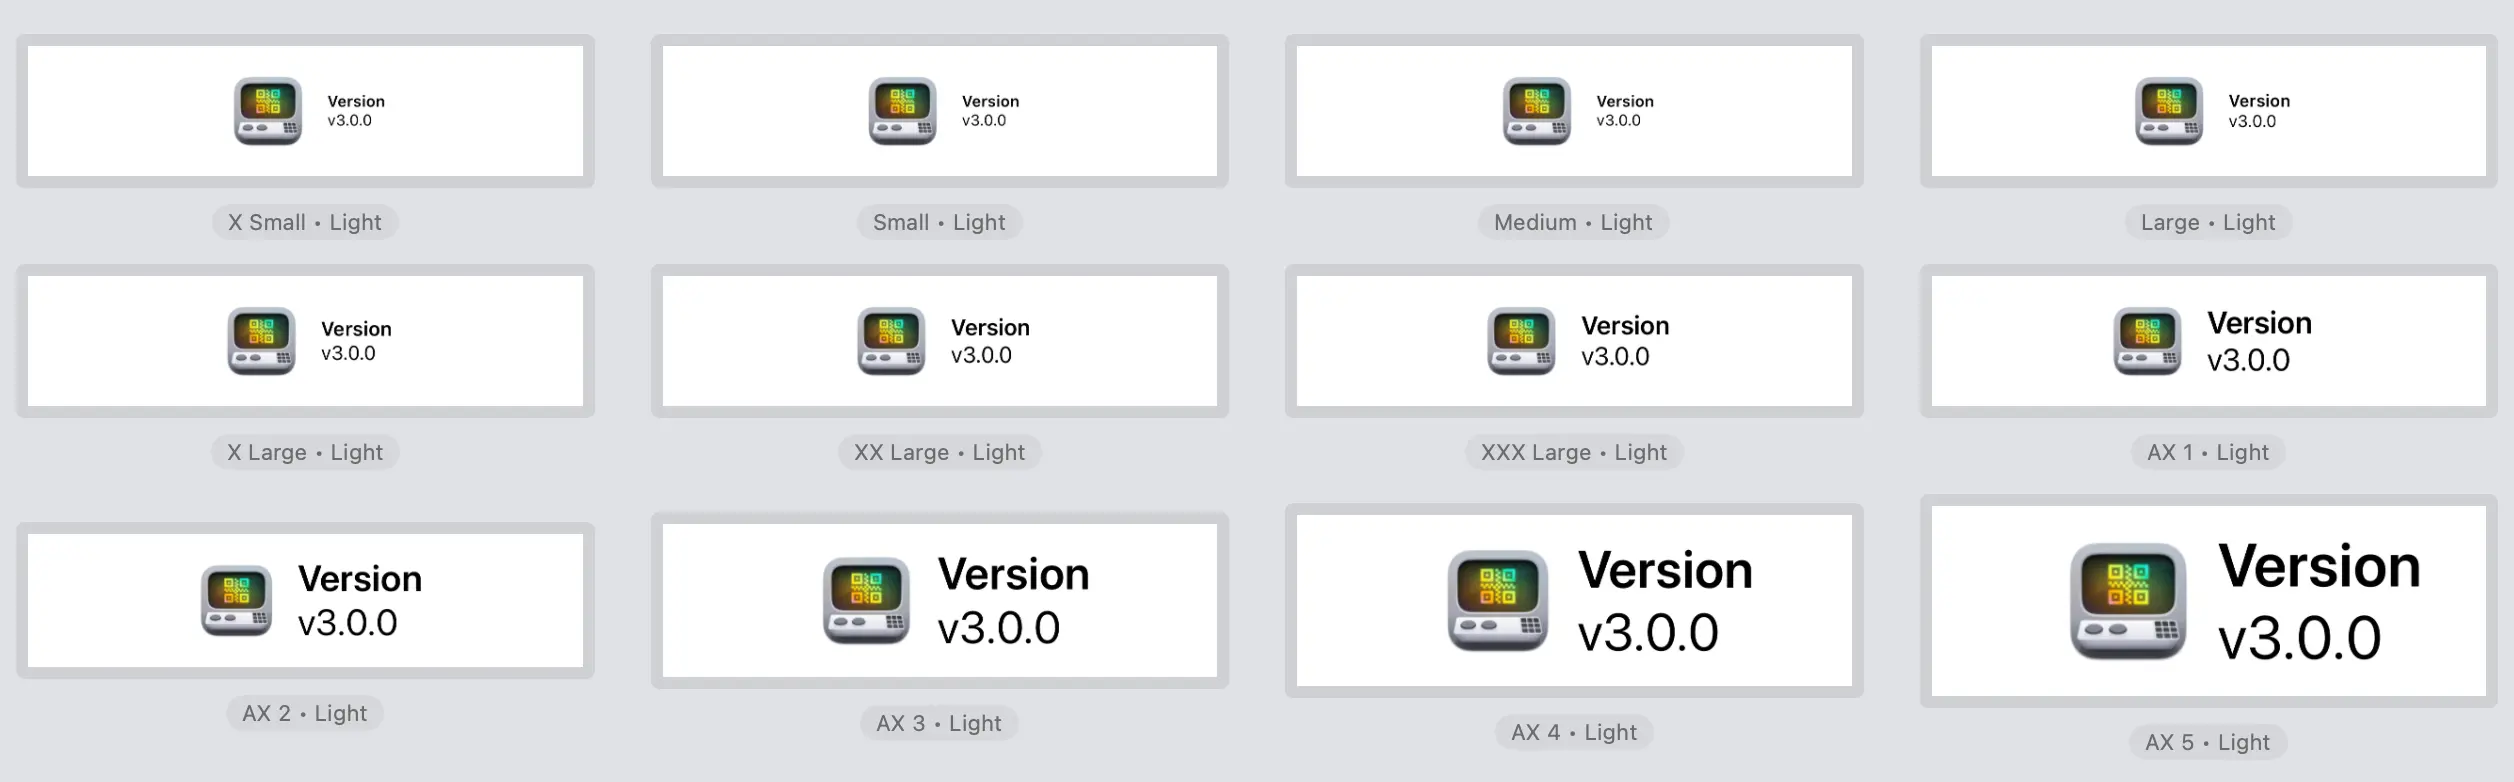 Version
v3.0.0
X Small • Light
Version
v3.0.0
Small • Light
Version
v3.0.0
Medium • Light
Version
v3.0.0
Large • Light
Version
v3.0.0
X Large • Light
Version
v3.0.0
XX Large • Light
Version
v3.0.0
XXX Large • Light
Version
v3.0.0
AX 1 • Light
Version
v3.0.0
AX 2 • Light
Version
v3.0.0
AX 3 • Light
Version
v3.0.0
AX 4 • Light
Version
v3.0.0
AX 5 • Light